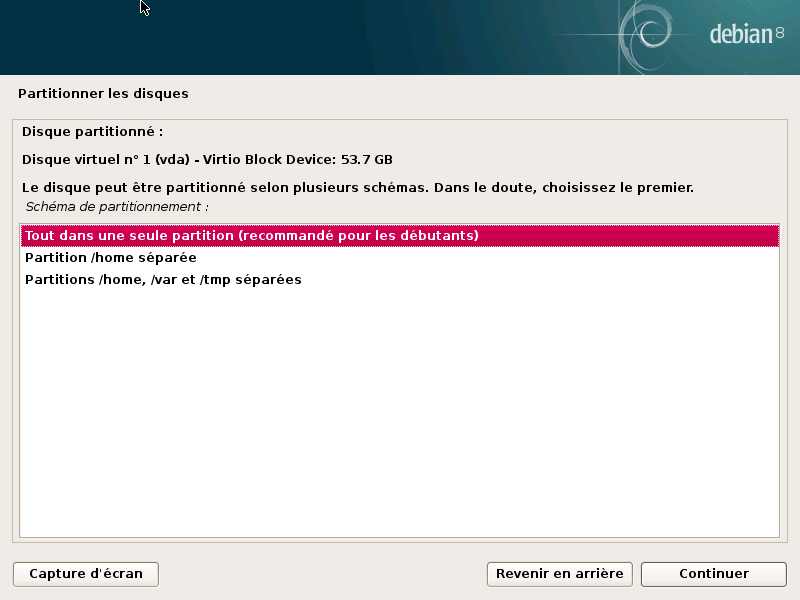 debian 8
Partitionner les disques
Disque partitionné :
Disque virtuel n° 1 (vda) - Virtio Block Device: 53.7 GB
Le disque peut être partitionné selon plusieurs schémas. Dans le doute, choisissez le premier.
Schéma de partitionnement :
Tout dans une seule partition (recommandé pour les débutants)
Partition /home séparée
Partitions /home, /var et /tmp séparées
Capture d'écran
Revenir en arrière
Continuer